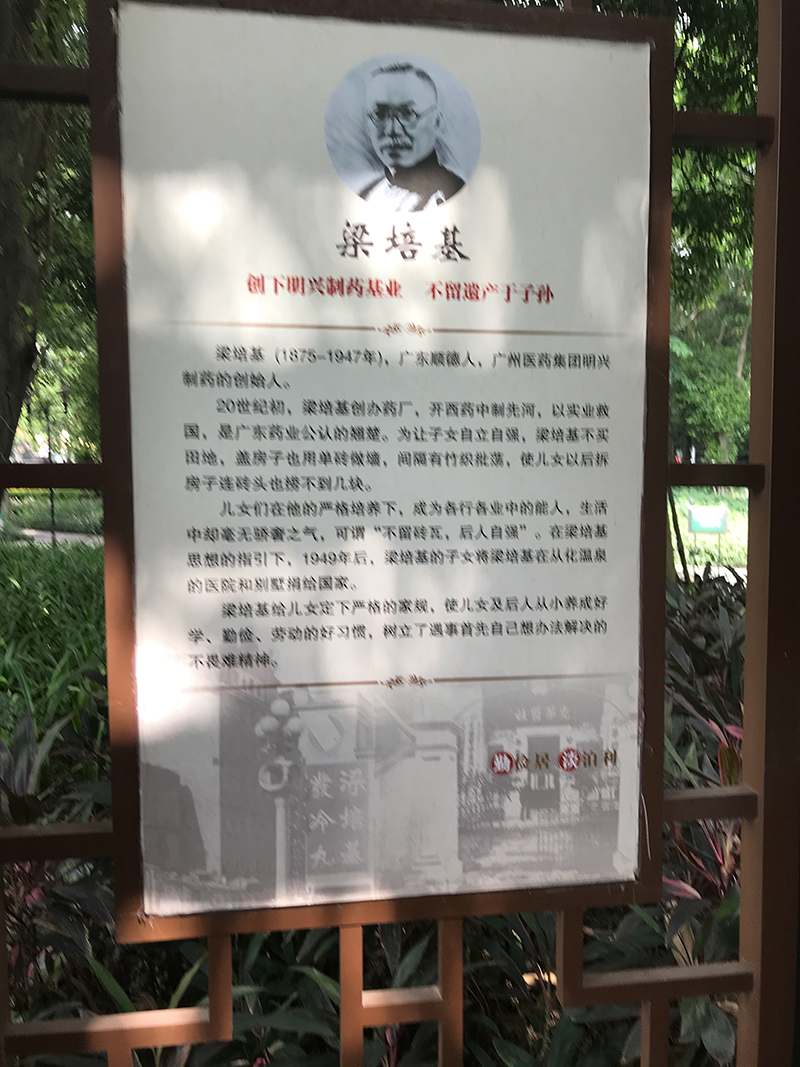 梁培基
创下明兴制药基业 不留遗产于子孙
梁培基（1875–1947年），广东顺德人，广州医药集团明兴
制药的创始人。
20世纪初，梁培基创办药厂，开西药中制先河，以实业救
国，是广东药业公认的翘楚。为让子女自立自强，梁培基不买
田地，盖房子也用单砖做墙，间隔有竹织批荡，使儿女以后拆
房子连砖头也捞不到几块。
儿女们在他的严格培养下，成为各行各业中的能人，生活
中却毫无骄奢之气，可谓“不留砖瓦，后人自强”。在梁培基
思想的指引下，1949年后，梁培基的子女将梁培基在从化温泉
的医院和别墅捐给国家。
梁培基给儿女定下严格的家规，使儿女及后人从小养成好
学、勤俭、劳动的好习惯，树立了遇事首先自己想办法解决的
不畏难精神。
勤俭居 淡泊利
梁培基
发冷丸